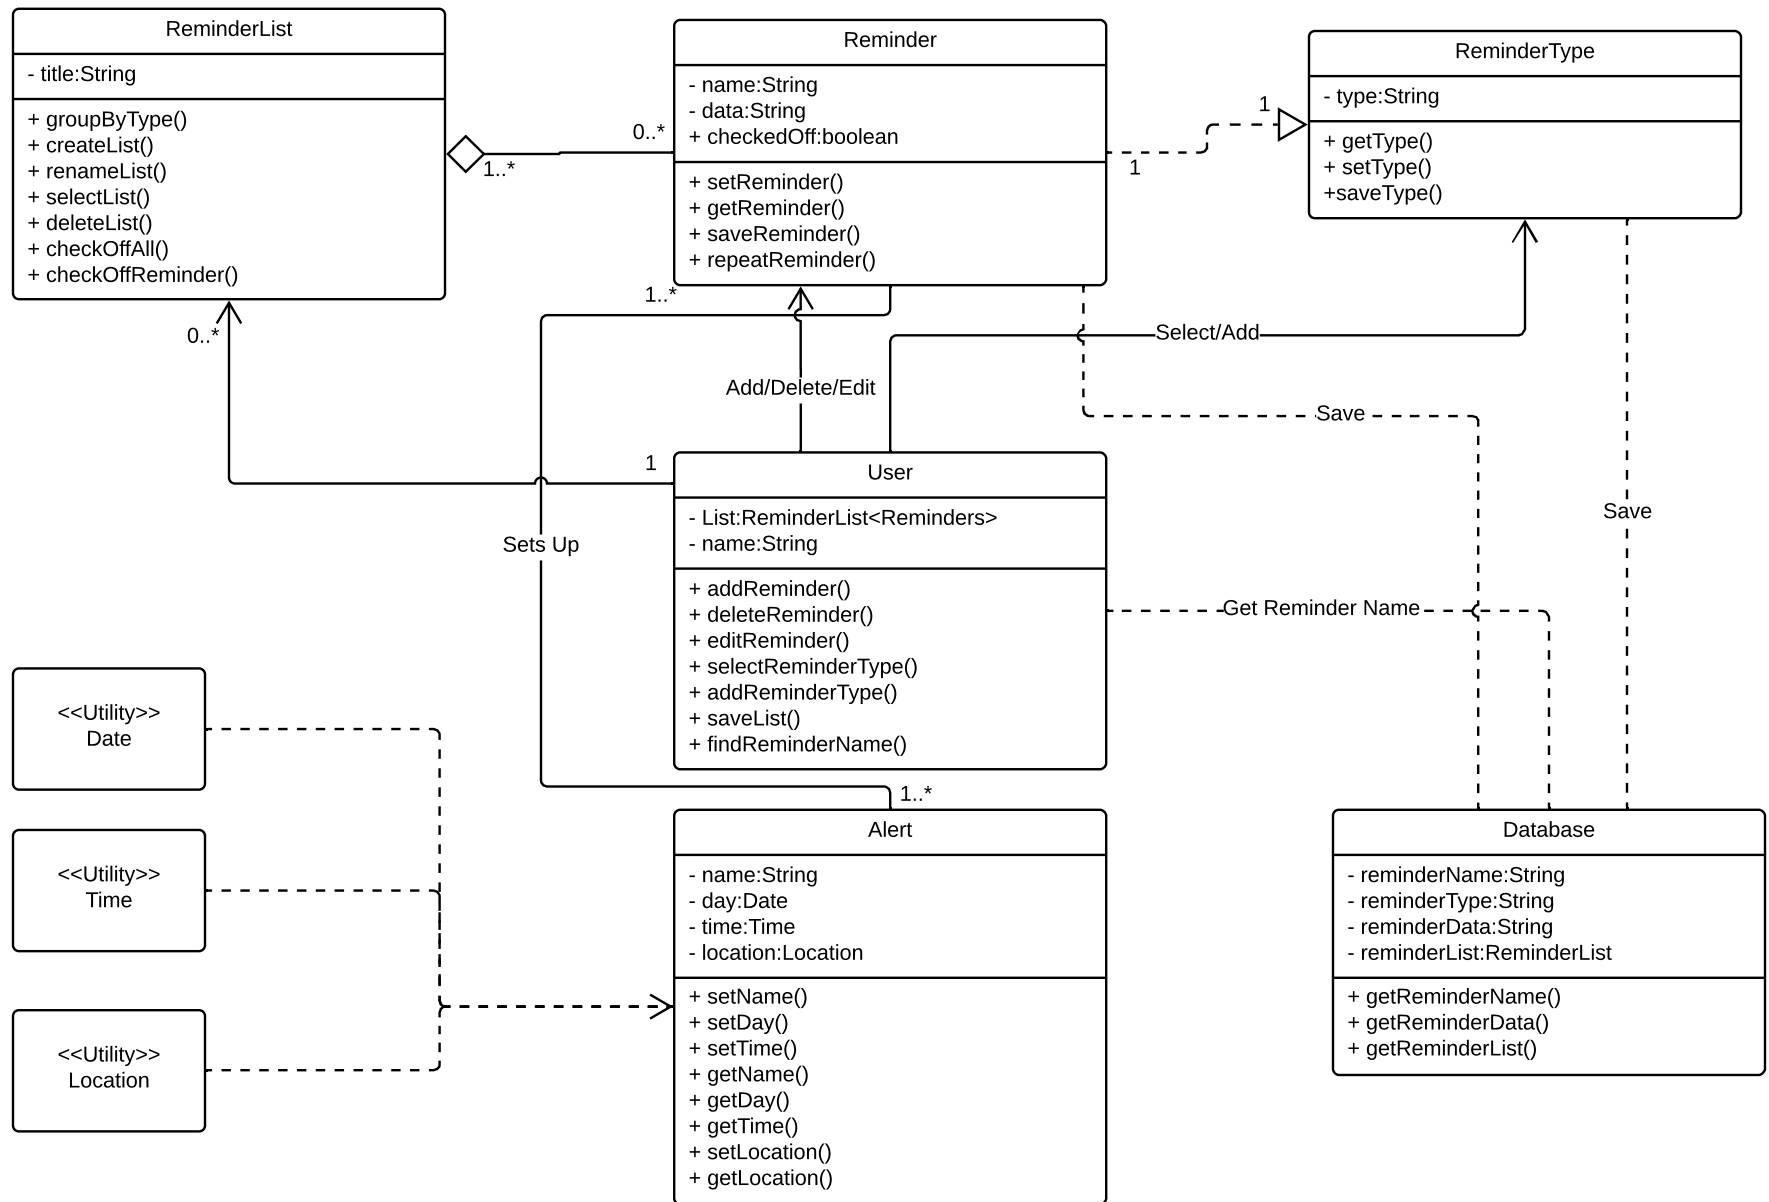 ReminderList
- title:String
+ groupByType()
+ createList()
+ renameList()
+ selectList()
+ deleteList()
+ checkOffAll()
+ checkOffReminder()
1..*
0..*
Reminder
- name:String
- data:String
+ checkedOff:boolean
+ setReminder()
+ getReminder()
+ saveReminder()
+ repeatReminder()
1
1
ReminderType
- type:String
+ getType()
+ setType()
+saveType()
0..*
1..*
Select/Add
Add/Delete/Edit
Save
1
Sets Up
Save
User
- List:ReminderList<Reminders>
- name:String
+ addReminder()
+ deleteReminder()
+ editReminder()
+ selectReminderType()
+ addReminderType()
+ saveList()
+ findReminderName()
Get Reminder Name
<<Utility>>
Date
<<Utility>>
Time
<<Utility>>
Location
1..*
Alert
- name:String
- day:Date
- time:Time
- location:Location
+ setName()
+ setDay()
+ setTime()
+ getName()
+ getDay()
+ getTime()
+ setLocation()
+ getLocation()
Database
- reminderName:String
- reminderType:String
- reminderData:String
- reminderList:ReminderList
+ getReminderName()
+ getReminderData()
+ getReminderList()